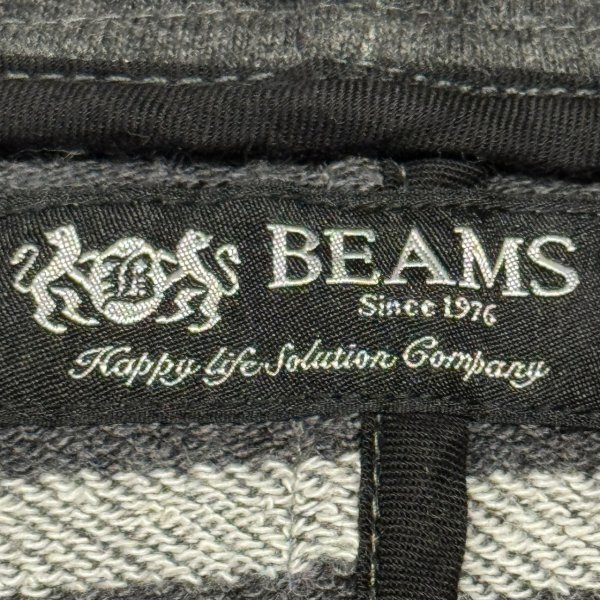 B
BEAMS
Since 1976
Happy life Solution Company